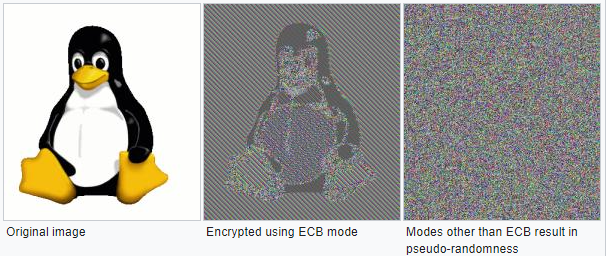 Original image
Encrypted using ECB mode
Modes other than ECB result in
pseudo-randomness